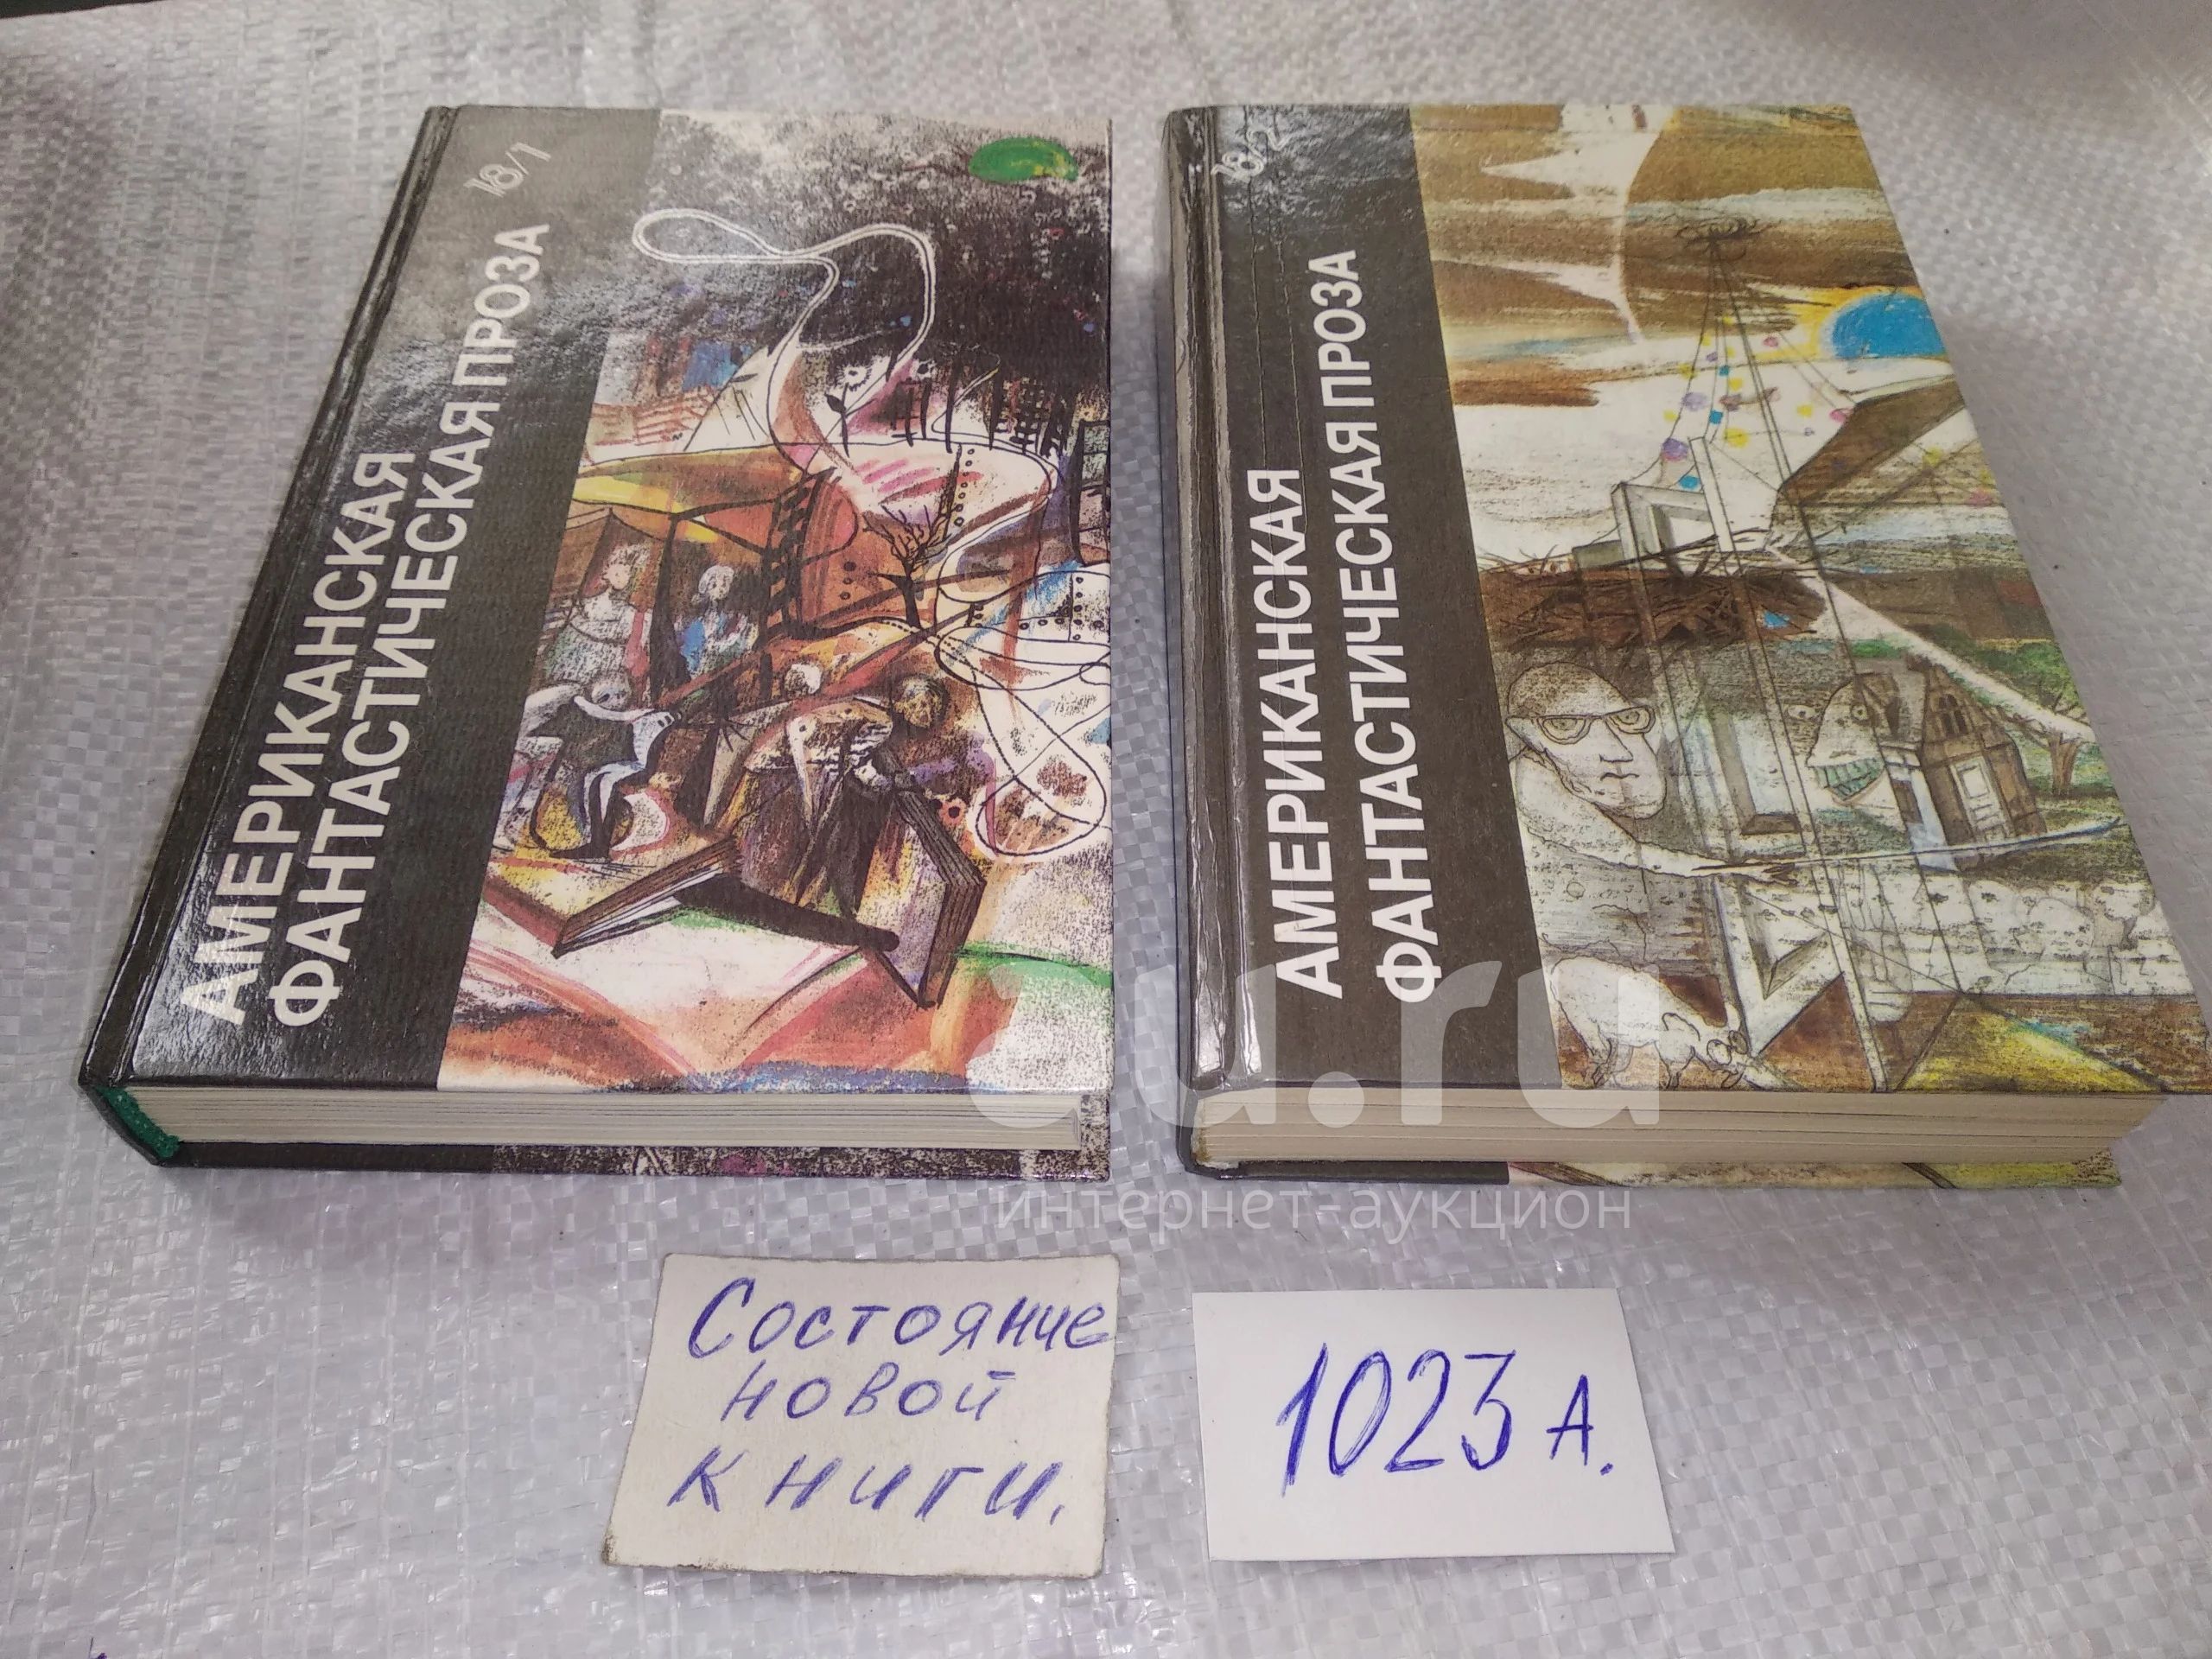 18/1
АМЕРИКАНСКАЯ
ФАНТАСТИЧЕСКАЯ ПРОЗА
18/2
АМЕРИКАНСКАЯ
ФАНТАСТИЧЕСКАЯ ПРОЗА
au.ru
интернет-аукцион
Состояние
новой
книги.
1023 А.